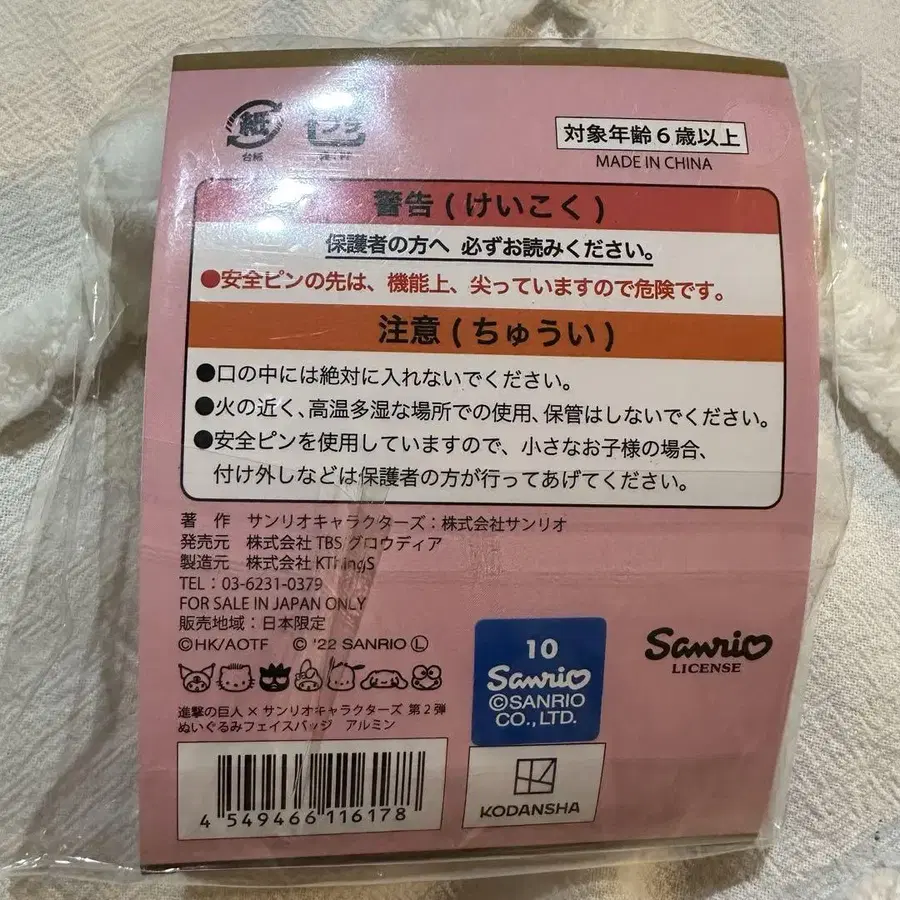 紙
台紙
プラ
対象年齢6歳以上
MADE IN CHINA
警告(けいこく)
保護者の方へ 必ずお読みください。
●安全ピンの先は、機能上、尖っていますので危険です。
注意(ちゅうい)
●口の中には絶対に入れないでください。
●火の近く、高温多湿な場所での使用、保管はしないでください。
●安全ピンを使用していますので、小さなお子様の場合、
付け外しなどは保護者の方が行ってあげてください。
著 作 サンリオキャラクターズ:株式会社サンリオ
発売元 株式会社 TBS グロウディア
製造元 株式会社 KThingS
TEL:03-6231-0379
FOR SALE IN JAPAN ONLY
販売地域:日本限定
©HK/AOTF © '22 SANRIO Ⓛ
進撃の巨人×サンリオキャラクターズ 第2弾
ぬいぐるみフェイスバッジ アルミン
4 549466 116178
10
Sanrio
©SANRIO
CO., LTD.
KODANSHA
Sanrio
LICENSE